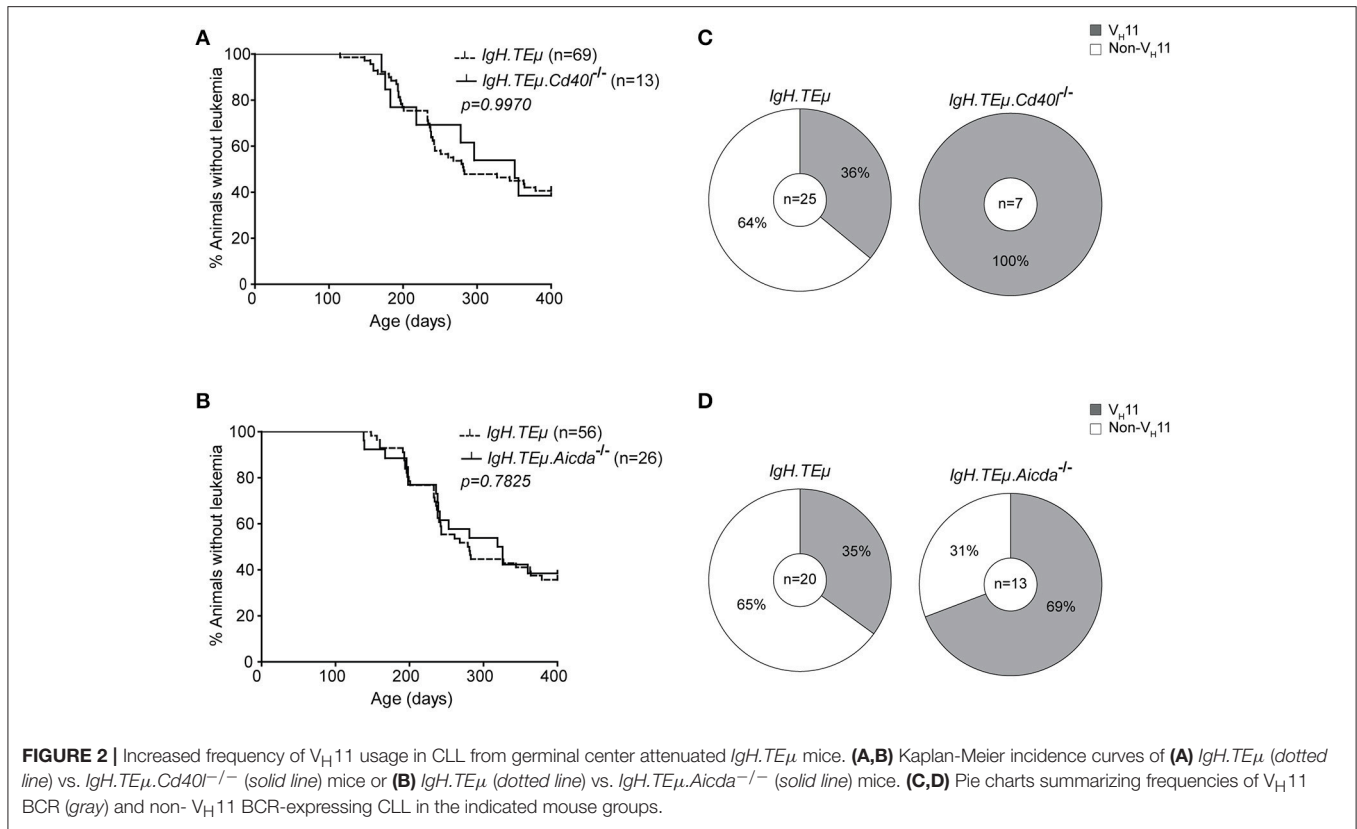 A
IgH.TEμ (n=69)
IgH.TEμ.Cd40l-/- (n=13)
p=0.9970
% Animals without leukemia
100
80
60
40
20
0
0 100 200 300 400
Age (days)
C
VH11
Non-VH11
IgH.TEμ
36%
n=25
64%
IgH.TEμ.Cd40l-/-
n=7
100%
B
IgH.TEμ (n=56)
IgH.TEμ.Aicda-/- (n=26)
p=0.7825
% Animals without leukemia
100
80
60
40
20
0
0 100 200 300 400
Age (days)
D
VH11
Non-VH11
IgH.TEμ
35%
n=20
65%
IgH.TEμ.Aicda-/-
31%
n=13
69%
FIGURE 2 | Increased frequency of VH11 usage in CLL from germinal center attenuated IgH.TEμ mice. (A,B) Kaplan-Meier incidence curves of (A) IgH.TEμ (dotted
line) vs. IgH.TEμ.Cd40l−/− (solid line) mice or (B) IgH.TEμ (dotted line) vs. IgH.TEμ.Aicda−/− (solid line) mice. (C,D) Pie charts summarizing frequencies of VH11
BCR (gray) and non- VH11 BCR-expressing CLL in the indicated mouse groups.